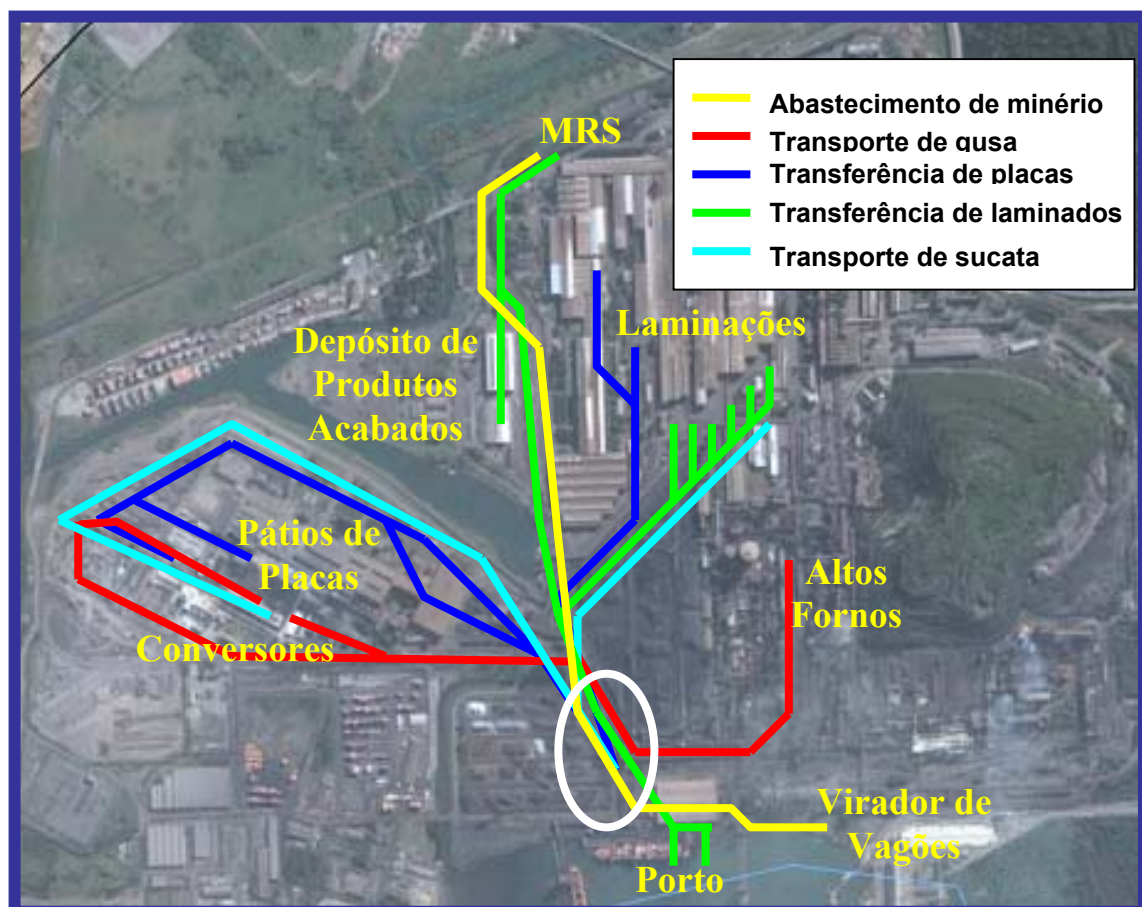 MRS
Abastecimento de minério
Transporte de gusa
Transferência de placas
Transferência de laminados
Transporte de sucata
Depósito de
Produtos
Acabados
Laminações
Pátios de
Placas
Conversores
Altos
Fornos
Virador de
Vagões
Porto